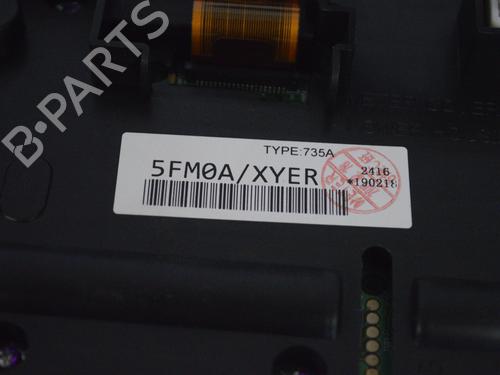 B·PARTS
TYPE:735A
5FM0A/XYER
2416
*190218